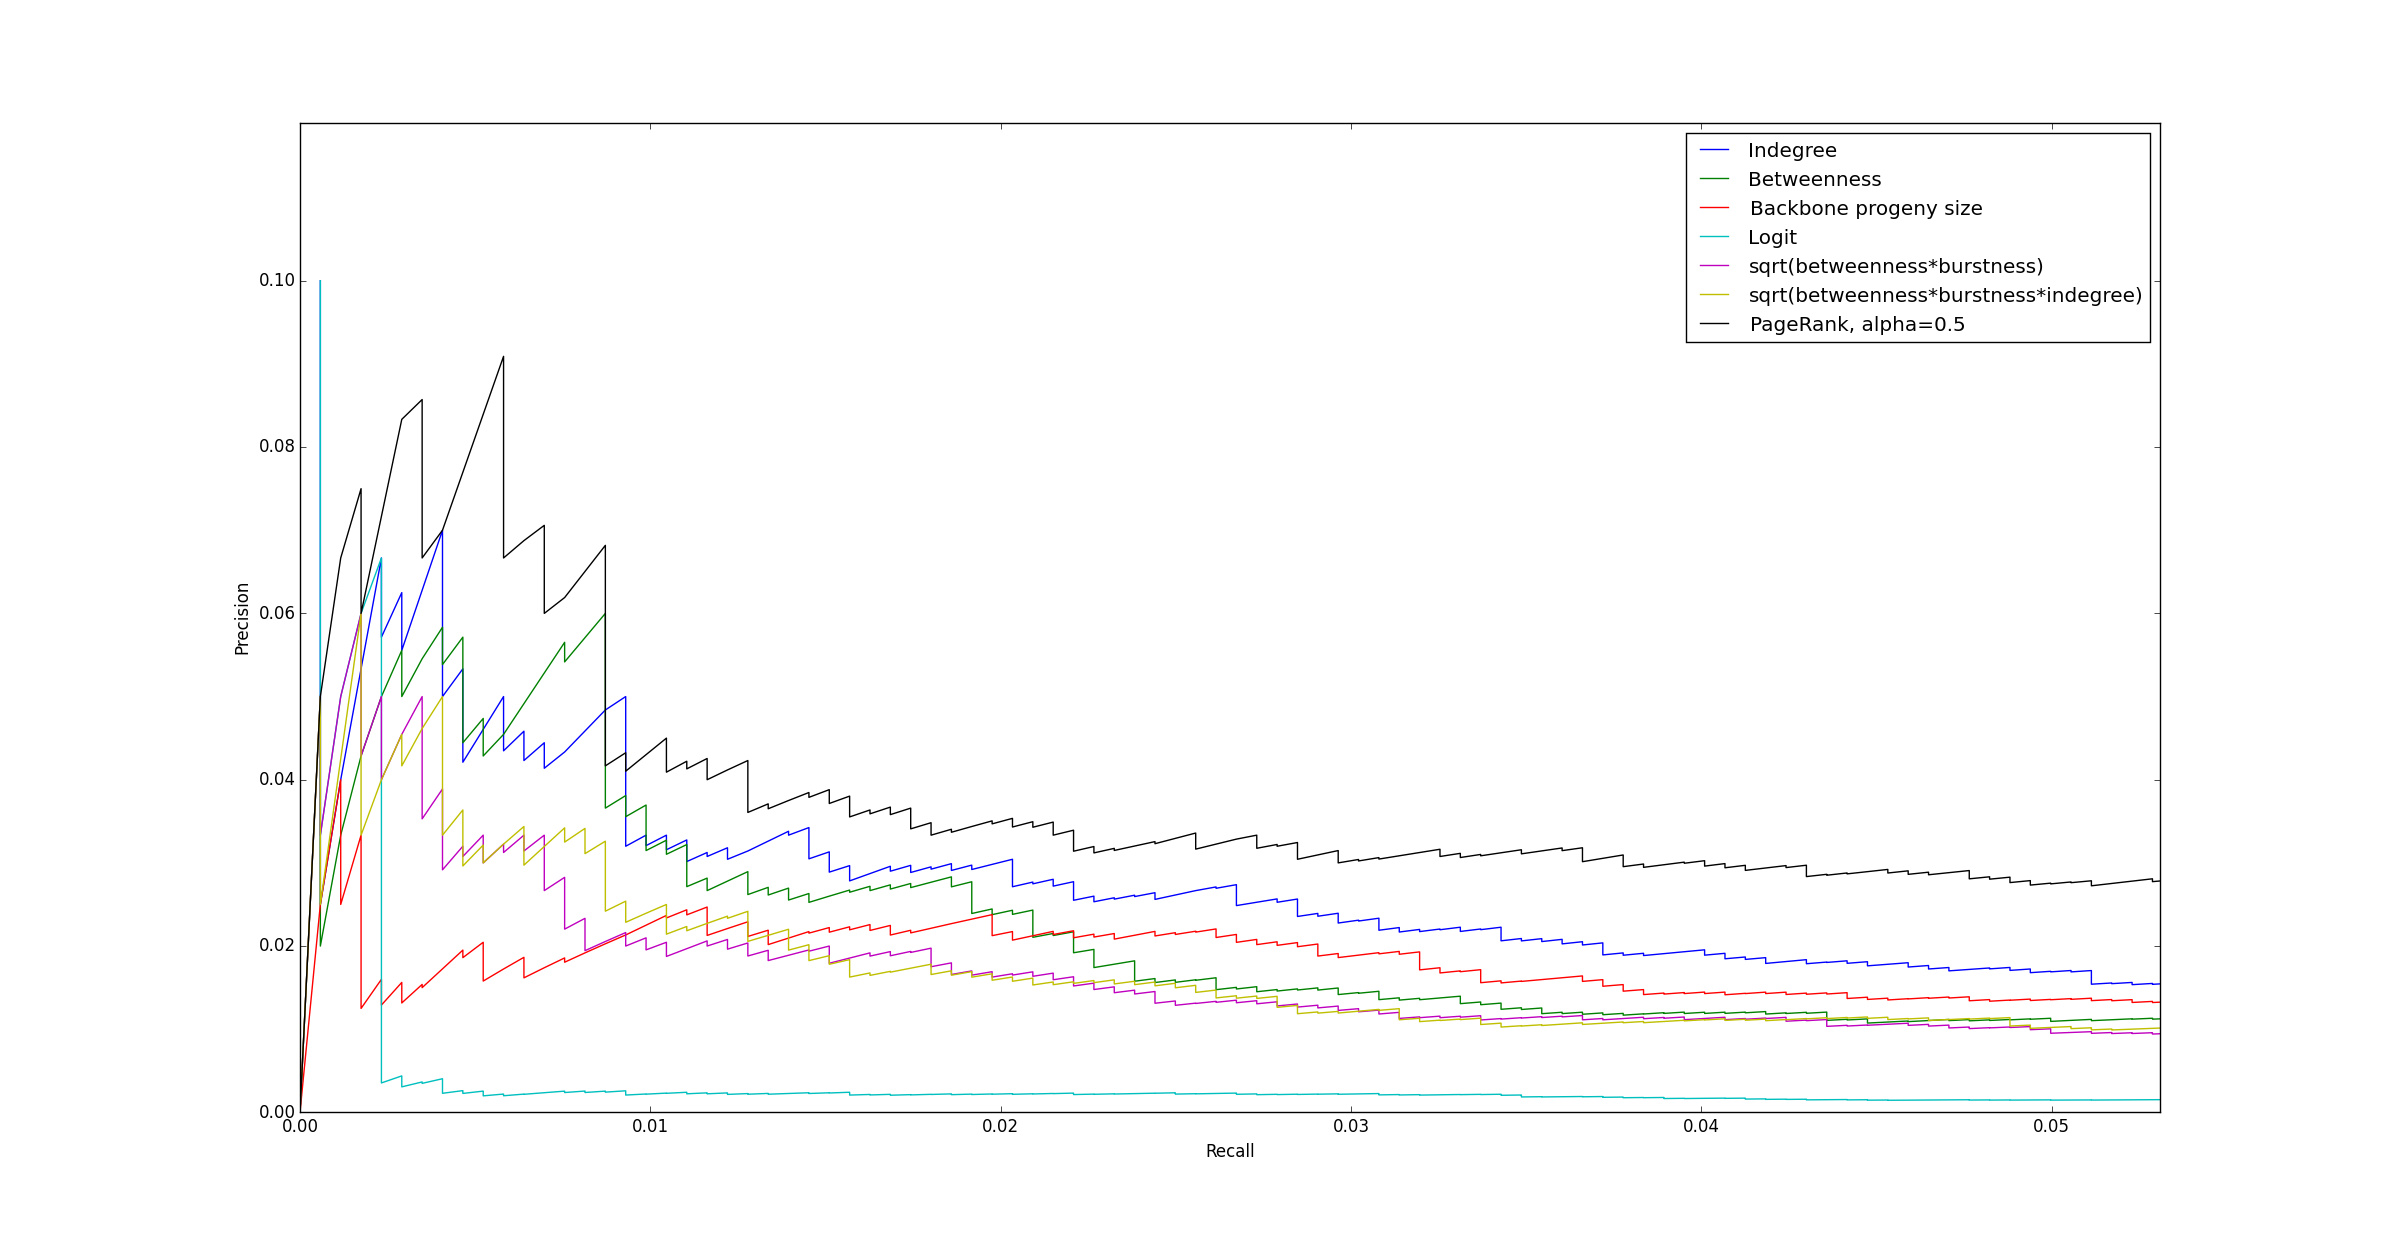 Indegree
Betweenness
Backbone progeny size
Logit
sqrt(betweenness*burstness)
sqrt(betweenness*burstness*indegree)
PageRank, alpha=0.5
0.10
0.08
0.06
0.04
0.02
0.00
Precision
0.00 0.01 0.02 0.03 0.04 0.05
Recall